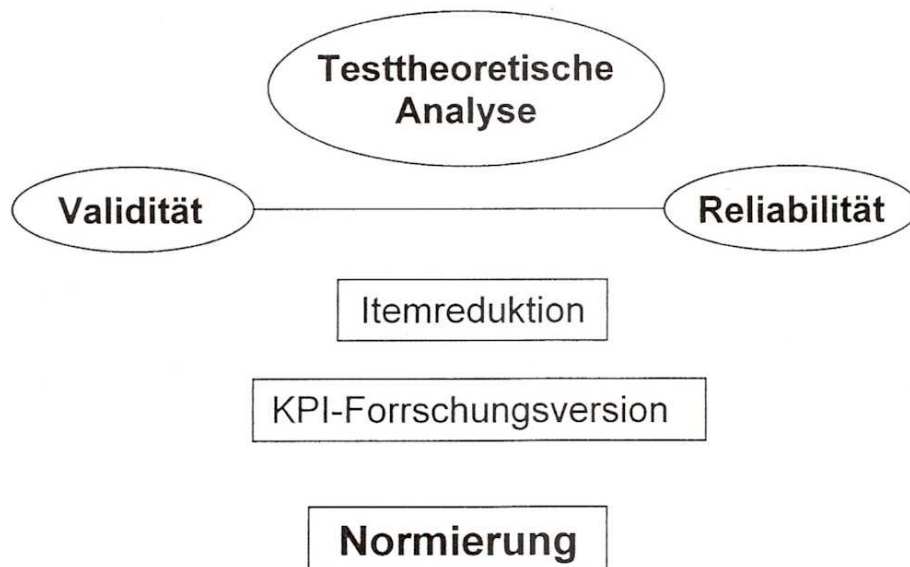 Testtheoretische
Analyse
Validität
Reliabilität
Itemreduktion
KPI-Forrschungsversion
Normierung